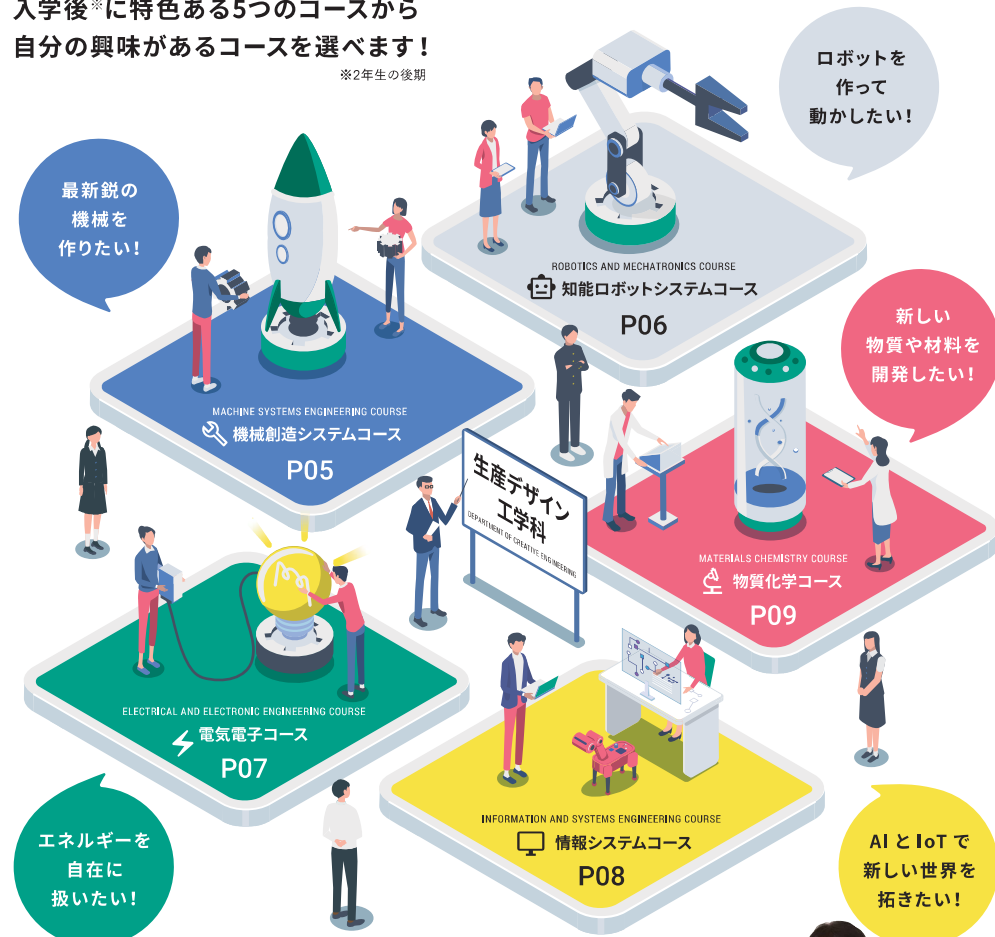 入学後※に特色ある5つのコースから
自分の興味があるコースを選べます!
※2年生の後期
ロボットを
作って
動かしたい!
最新鋭の
機械を
作りたい!
ROBOTICS AND MECHATRONICS COURSE
知能ロボットシステムコース
P06
新しい
物質や材料を
開発したい!
MACHINE SYSTEMS ENGINEERING COURSE
機械創造システムコース
P05
生産デザイン
工学科
DEPARTMENT OF CREATIVE ENGINEERING
MATERIALS CHEMISTRY COURSE
物質化学コース
P09
ELECTRICAL AND ELECTRONIC ENGINEERING COURSE
電気電子コース
P07
INFORMATION AND SYSTEMS ENGINEERING COURSE
情報システムコース
P08
エネルギーを
自在に
扱いたい!
AIとIoTで
新しい世界を
拓きたい!